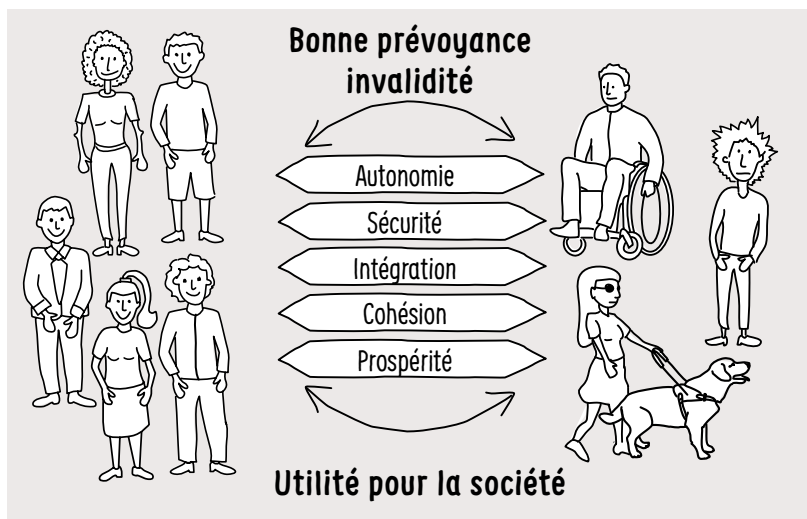 Bonne prévoyance
invalidité
Autonomie
Sécurité
Intégration
Cohésion
Prospérité
Utilité pour la société